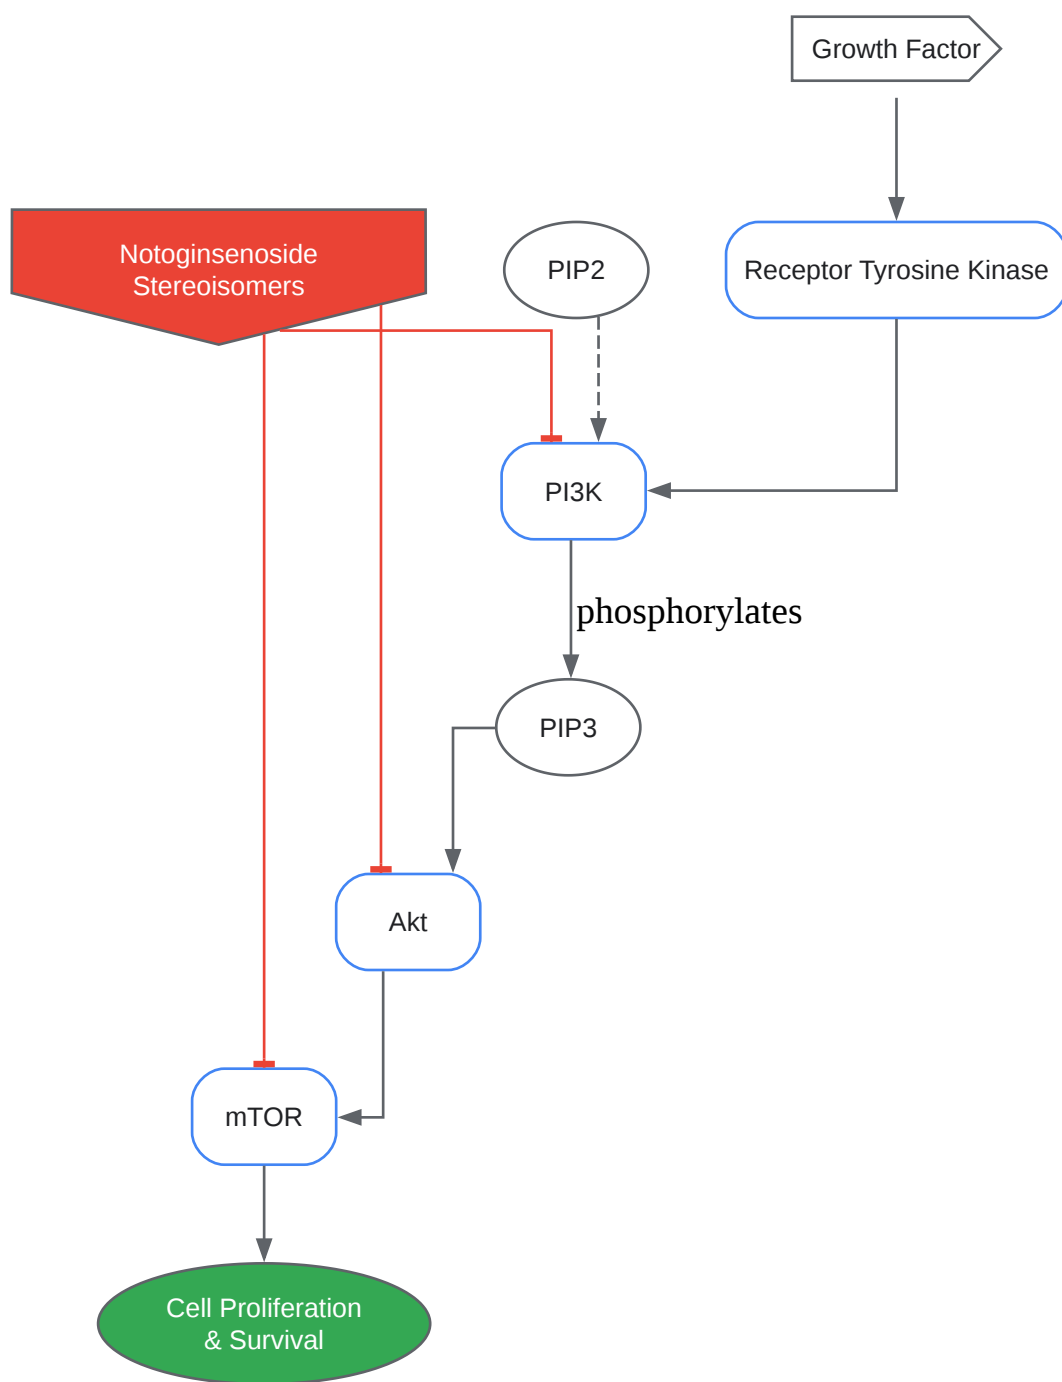 Growth Factor
Notoginsenoside
Stereoisomers
PIP2
Receptor Tyrosine Kinase
PI3K
phosphorylates
PIP3
Akt
mTOR
Cell Proliferation
& Survival